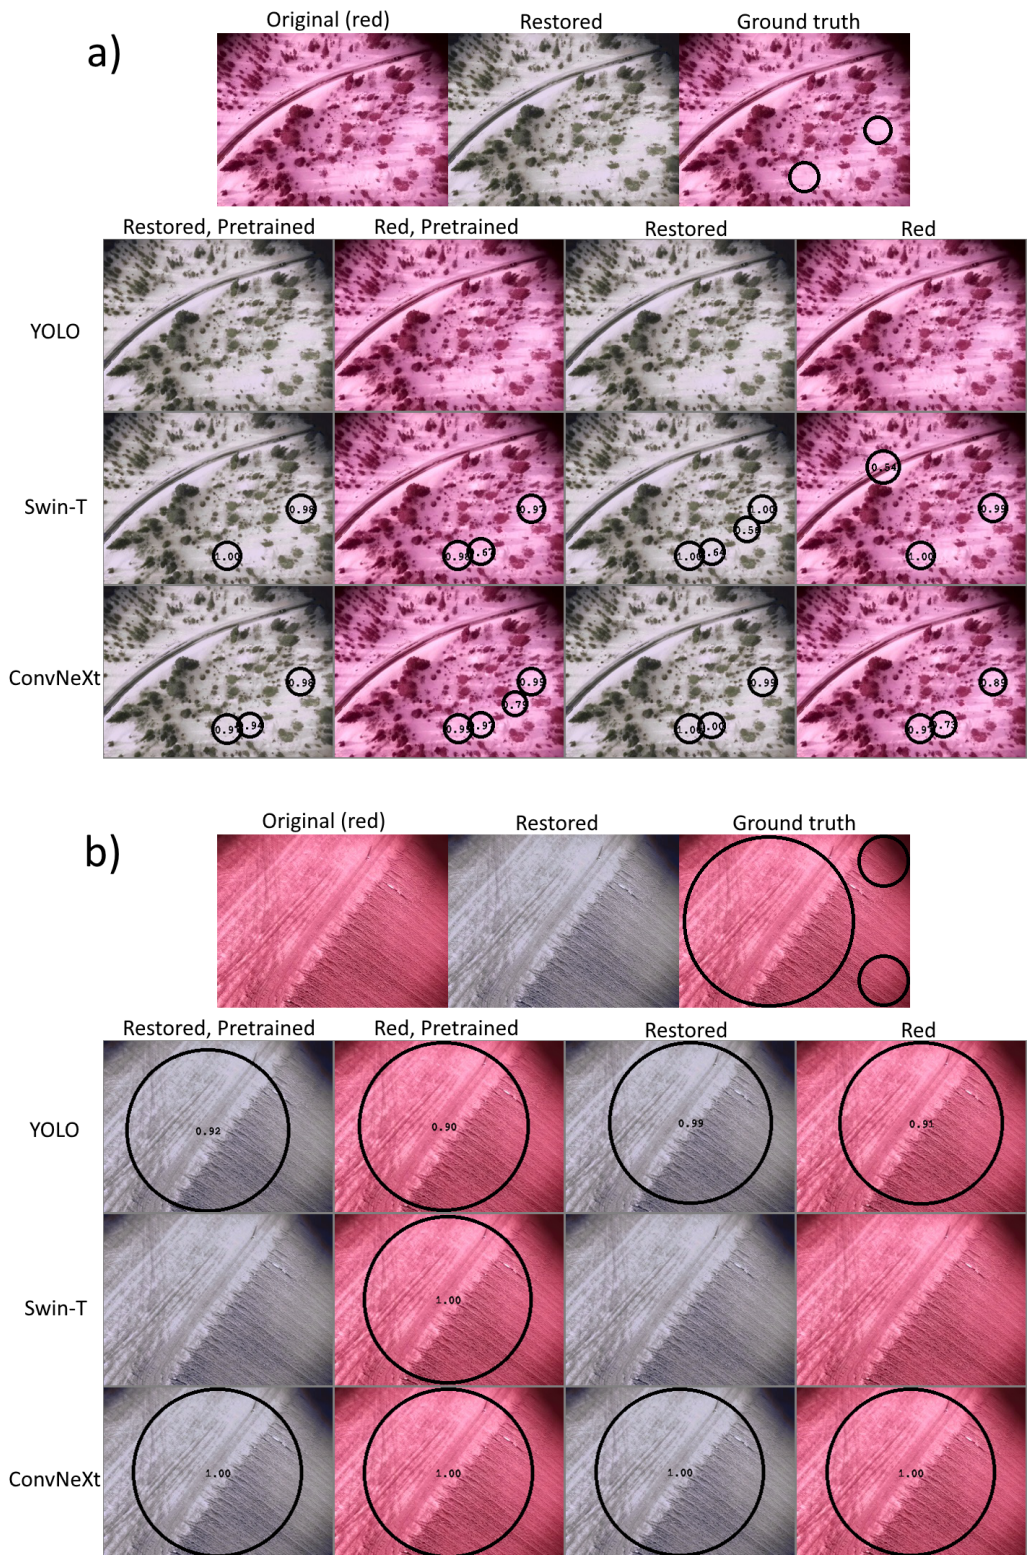 a)
Original (red) Restored Ground truth
Restored, Pretrained Red, Pretrained Restored Red
YOLO
Swin-T
0.98 1.00
0.97 0.98 0.67
1.00
0.54 0.99 1.00
ConvNeXt
0.98 0.94
0.95 0.79 0.97
0.99
0.89 0.73
b)
Original (red) Restored Ground truth
Restored, Pretrained Red, Pretrained Restored Red
YOLO
0.92 0.90 0.99 0.91
Swin-T
1.00
ConvNeXt
1.00 1.00 1.00 1.00